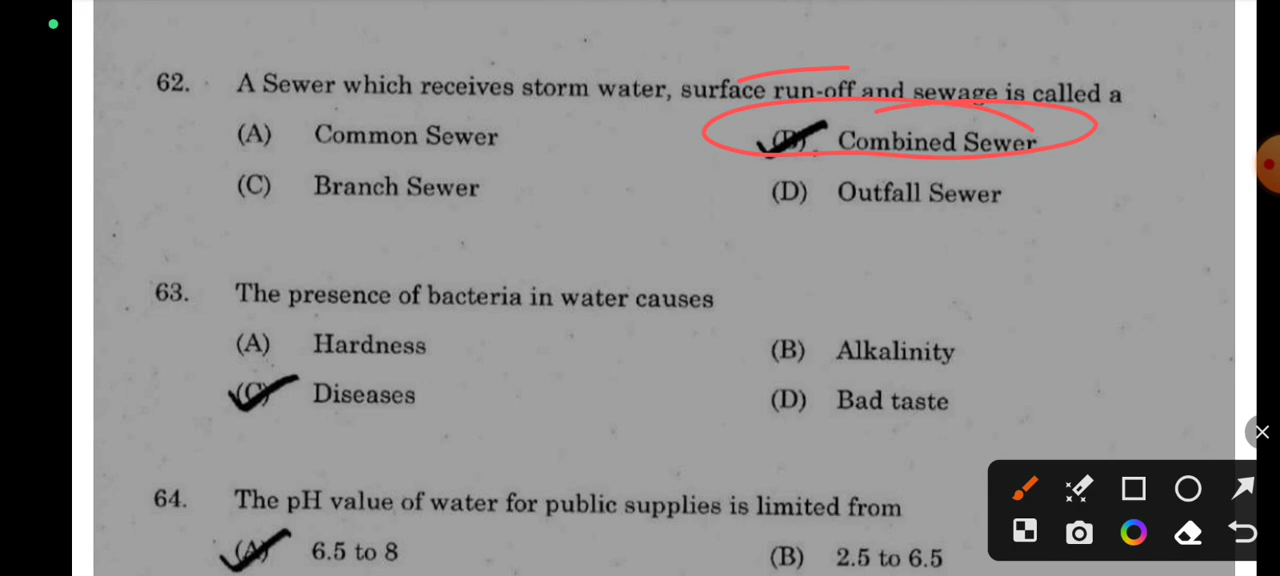 62. A Sewer which receives storm water, surface run-off and sewage is called a
(A) Common Sewer (B) Combined Sewer
(C) Branch Sewer (D) Outfall Sewer
63. The presence of bacteria in water causes
(A) Hardness (B) Alkalinity
(C) Diseases (D) Bad taste
64. The pH value of water for public supplies is limited from
(A) 6.5 to 8 (B) 2.5 to 6.5